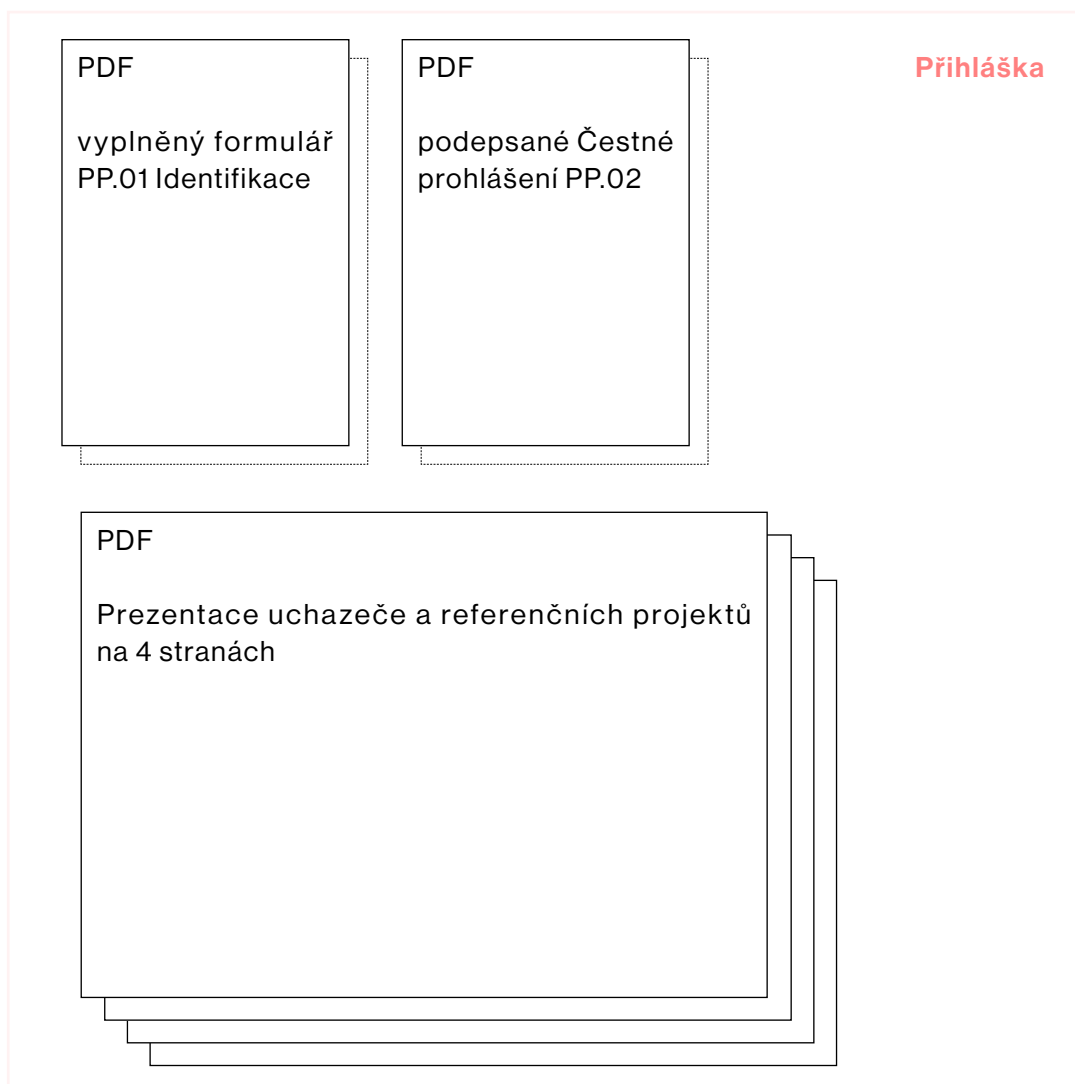 PDF
vyplněný formulář
PP.01 Identifikace
PDF
podepsané Čestné
prohlášení PP.02
Přihláška
PDF
Prezentace uchazeče a referenčních projektů
na 4 stranách